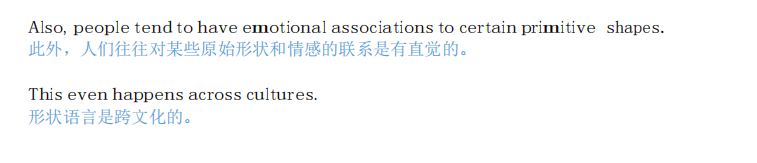 Also, people tend to have emotional associations to certain primitive shapes.
此外，人们往往对某些原始形状和情感的联系是有直觉的。
This even happens across cultures.
形状语言是跨文化的。